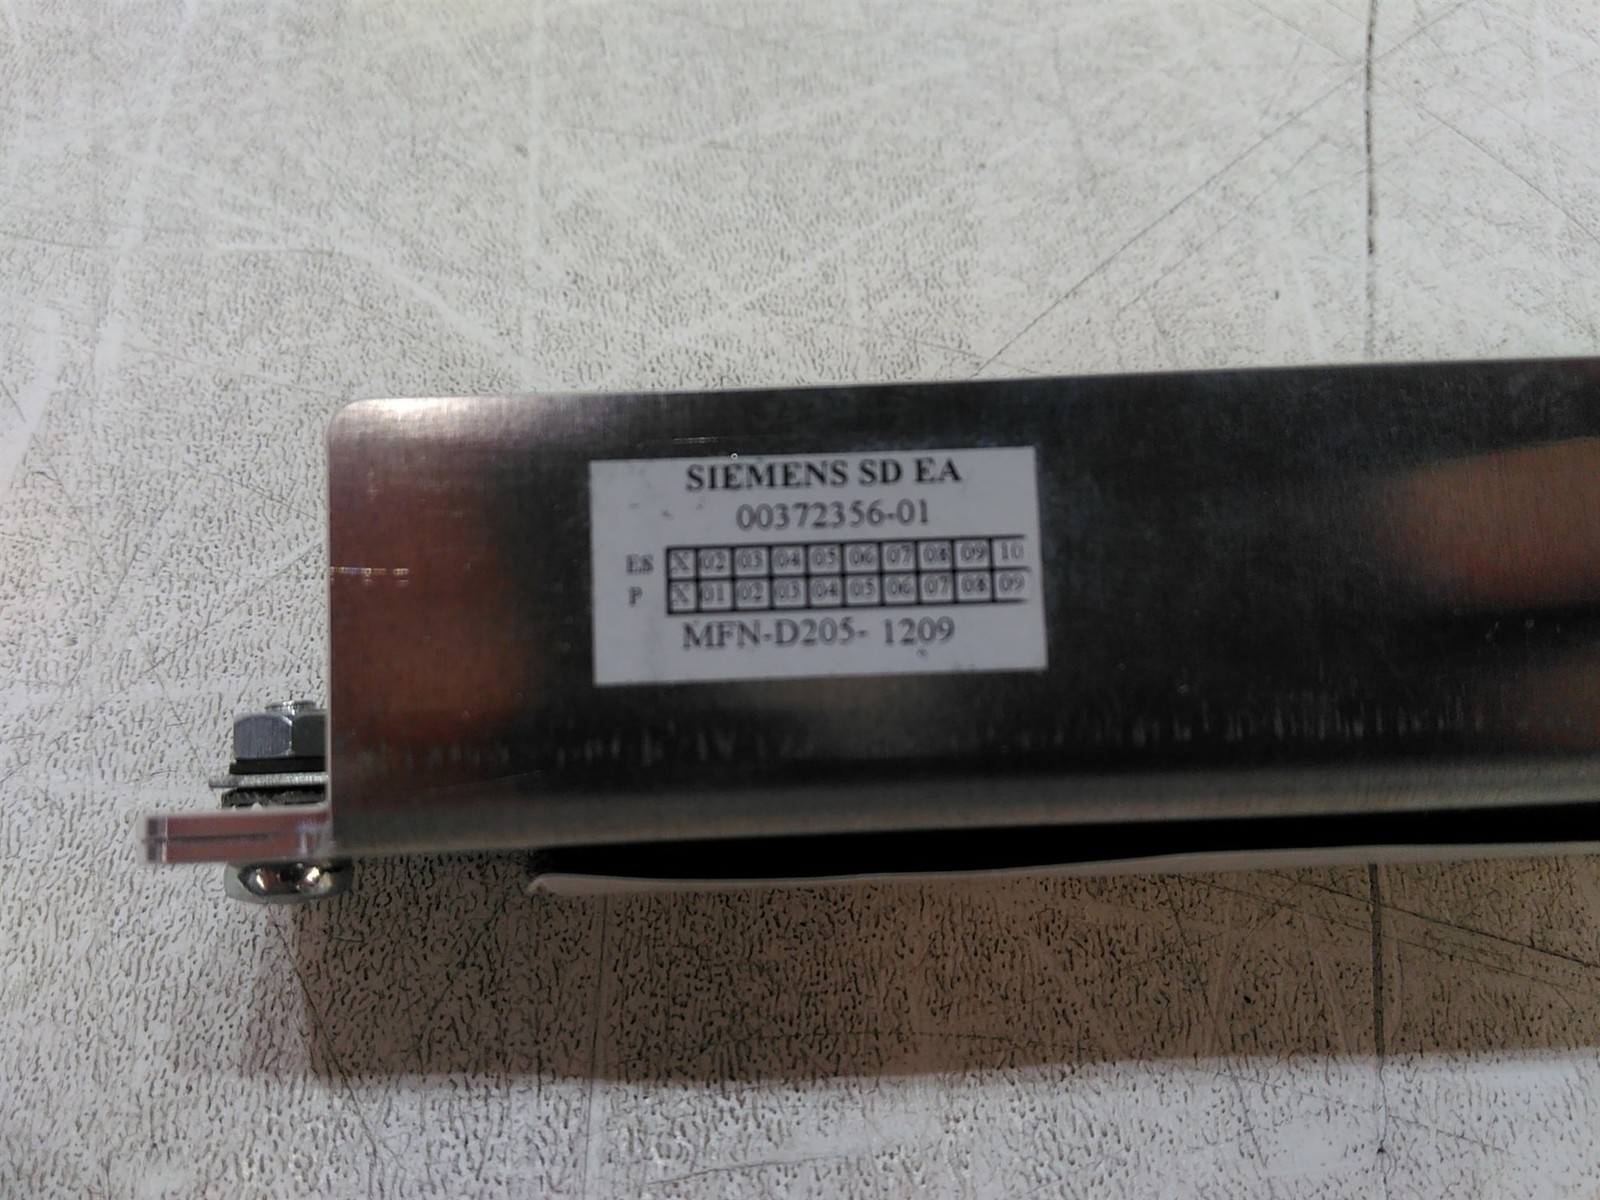 SIEMENS SD EA
00372356-01
ES X 02 03 04 05 06 07 08 09 10
P X 01 02 03 04 05 06 07 08 09
MFN-D205- 1209